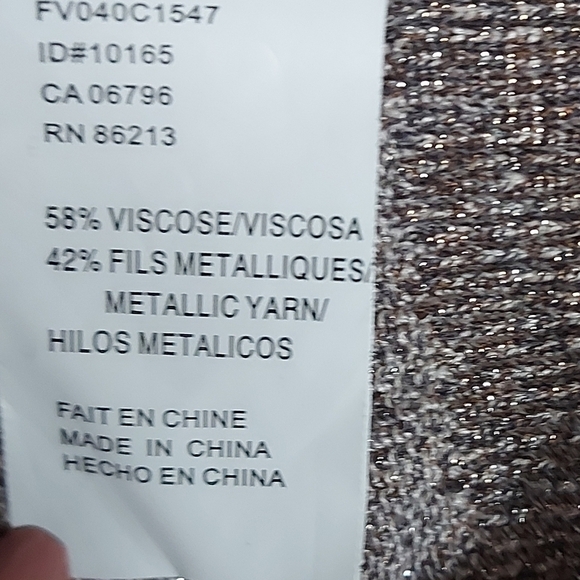 FV040C1547
ID#10165
CA 06796
RN 86213
58% VISCOSE/VISCOSA
42% FILS METALLIQUES/
METALLIC YARN/
HILOS METALICOS
FAIT EN CHINE
MADE IN CHINA
HECHO EN CHINA